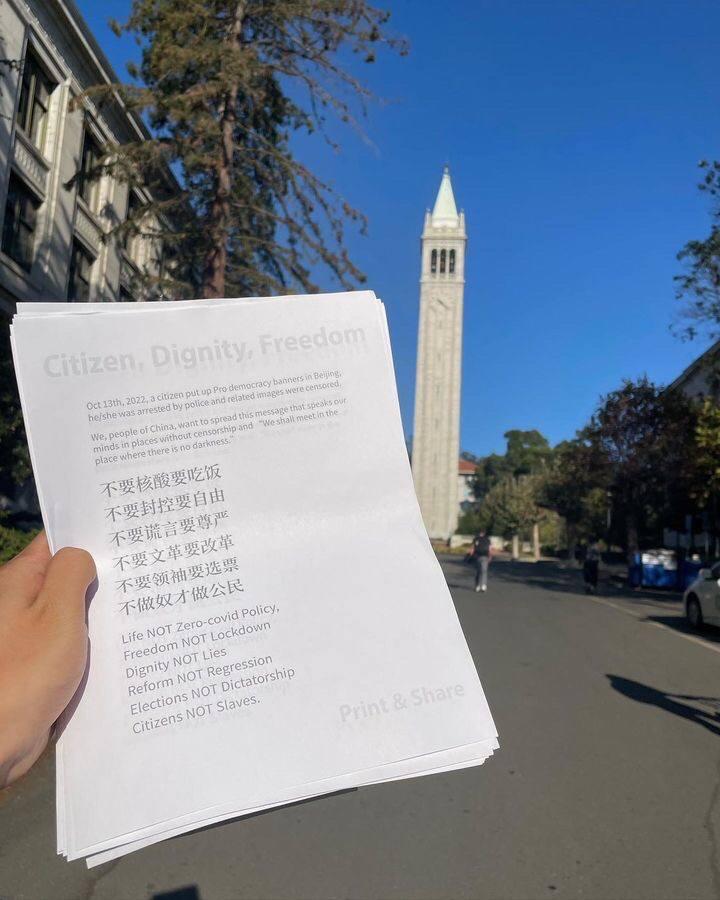 Citizen, Dignity, Freedom
Oct 13th, 2022, a citizen put up Pro democracy banners in Beijing,
he/she was arrested by police and related images were censored.
We, people of China, want to spread this message that speaks our
minds in places without censorship and "We shall meet in the
place where there is no darkness."
不要核酸要吃饭
不要封控要自由
不要谎言要尊严
不要文革要改革
不要领袖要选票
不做奴才做公民
Life NOT Zero-covid Policy,
Freedom NOT Lockdown
Dignity NOT Lies
Reform NOT Regression
Elections NOT Dictatorship
Citizens NOT Slaves.
Print & Share